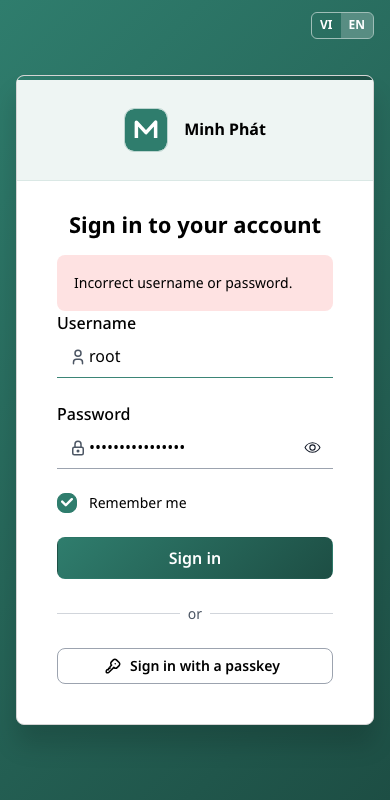 VI EN
Minh Phát
Sign in to your account
Incorrect username or password.
Username
root
Password
••••••••••••••••
Remember me
Sign in
or
Sign in with a passkey